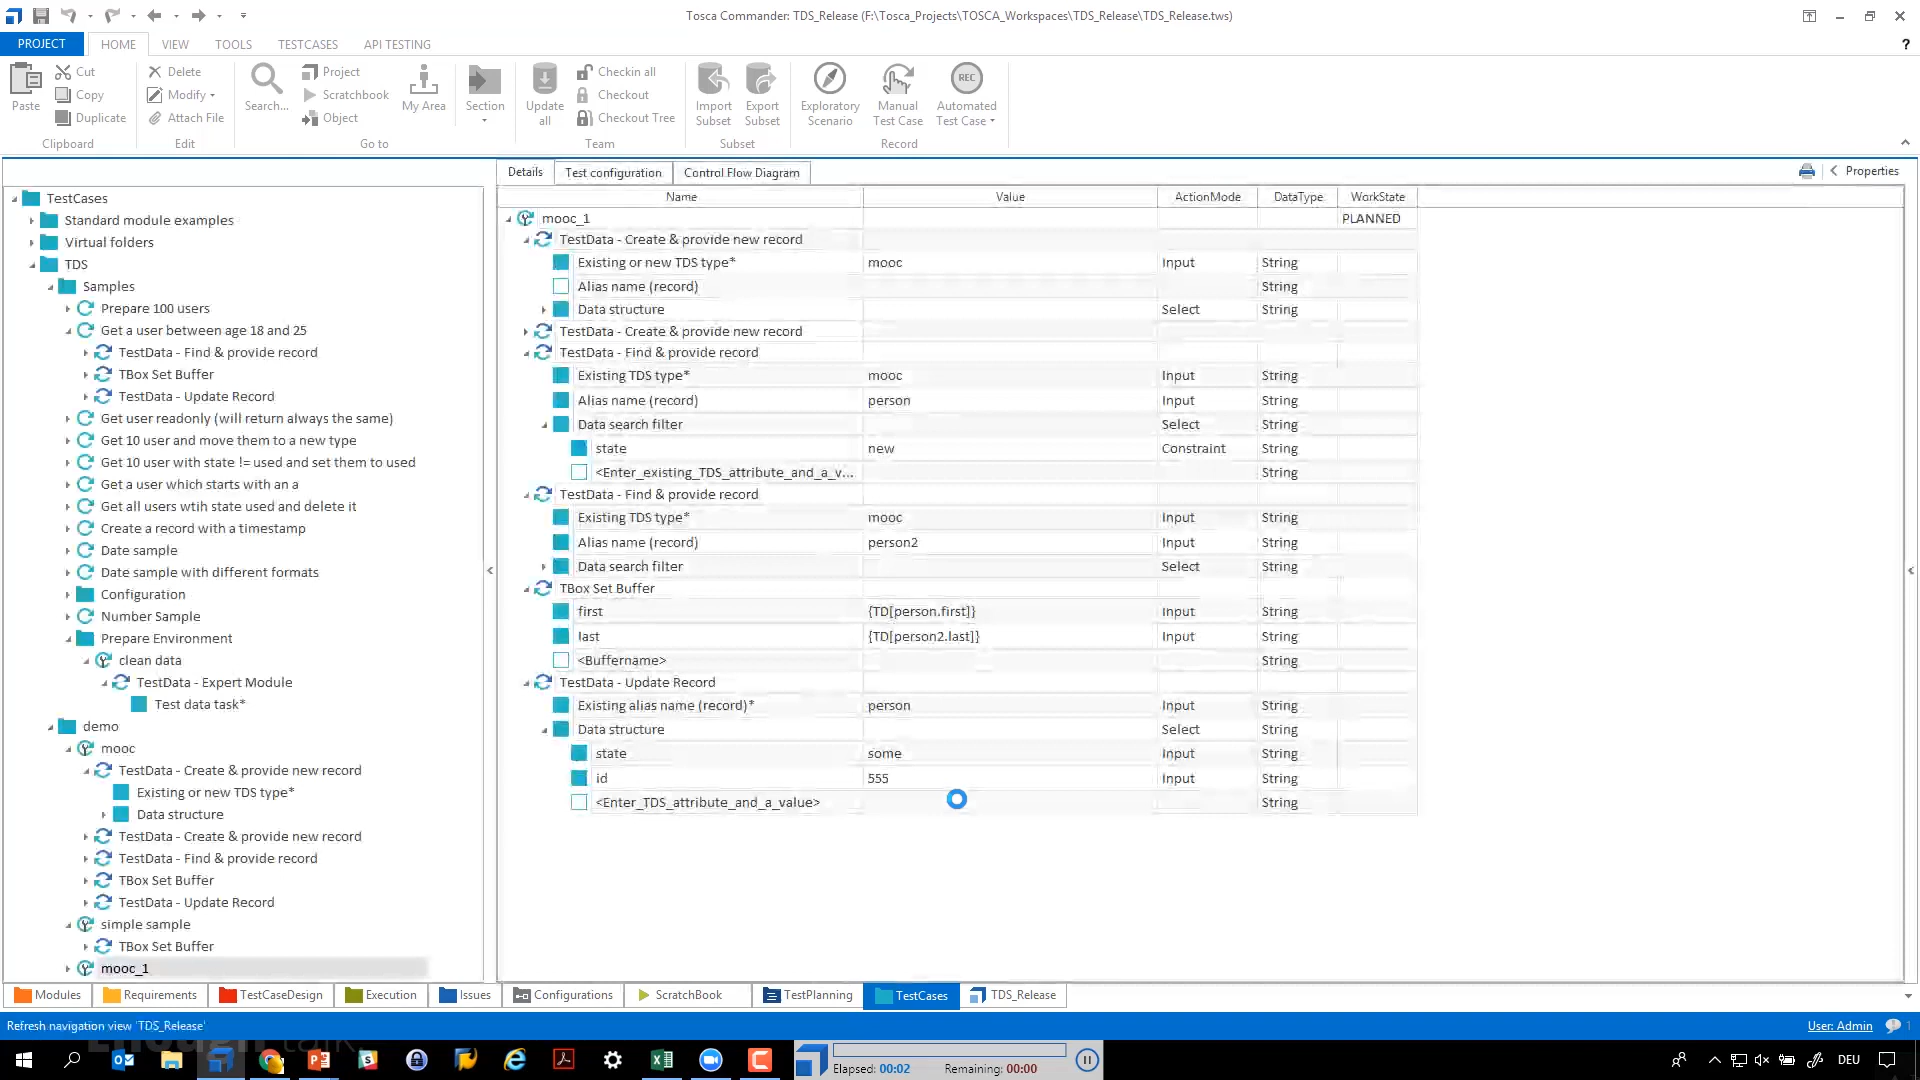 Tosca Commander: TDS_Release (F:\Tosca_Projects\TOSCA_Workspaces\TDS_Release\TDS_Release.tws)
PROJECT HOME VIEW TOOLS TESTCASES API TESTING ?
Paste
Cut
Copy
Duplicate
Clipboard
Delete
Modify
Attach File
Edit
Search...
Project
Scratchbook
Object
My Area
Go to
Section
Update all
Checkin all
Checkout
Checkout Tree
Team
Import Subset
Export Subset
Subset
Exploratory Scenario
Manual Test Case
REC
Automated Test Case
Record
Details Test configuration Control Flow Diagram Properties
TestCases
Standard module examples
Virtual folders
TDS
Samples
Prepare 100 users
Get a user between age 18 and 25
TestData - Find & provide record
TBox Set Buffer
TestData - Update Record
Get user readonly (will return always the same)
Get 10 user and move them to a new type
Get 10 user with state != used and set them to used
Get a user which starts with an a
Get all users wtih state used and delete it
Create a record with a timestamp
Date sample
Date sample with different formats
Configuration
Number Sample
Prepare Environment
clean data
TestData - Expert Module
Test data task*
demo
mooc
TestData - Create & provide new record
Existing or new TDS type*
Data structure
TestData - Create & provide new record
TestData - Find & provide record
TBox Set Buffer
TestData - Update Record
simple sample
TBox Set Buffer
mooc_1
Name Value ActionMode DataType WorkState
mooc_1 PLANNED
TestData - Create & provide new record
Existing or new TDS type* mooc Input String
Alias name (record) String
Data structure Select String
TestData - Create & provide new record
TestData - Find & provide record
Existing TDS type* mooc Input String
Alias name (record) person Input String
Data search filter Select String
state new Constraint String
<Enter_existing_TDS_attribute_and_a_v... String
TestData - Find & provide record
Existing TDS type* mooc Input String
Alias name (record) person2 Input String
Data search filter Select String
TBox Set Buffer
first {TD[person.first]} Input String
last {TD[person2.last]} Input String
<Buffername> String
TestData - Update Record
Existing alias name (record)* person Input String
Data structure Select String
state some Input String
id 555 Input String
<Enter_TDS_attribute_and_a_value> String
Modules Requirements TestCaseDesign Execution Issues Configurations ScratchBook TestPlanning TestCases TDS_Release
Refresh navigation view 'TDS_Release' User: Admin 1
Elapsed: 00:02 Remaining: 00:00 DEU